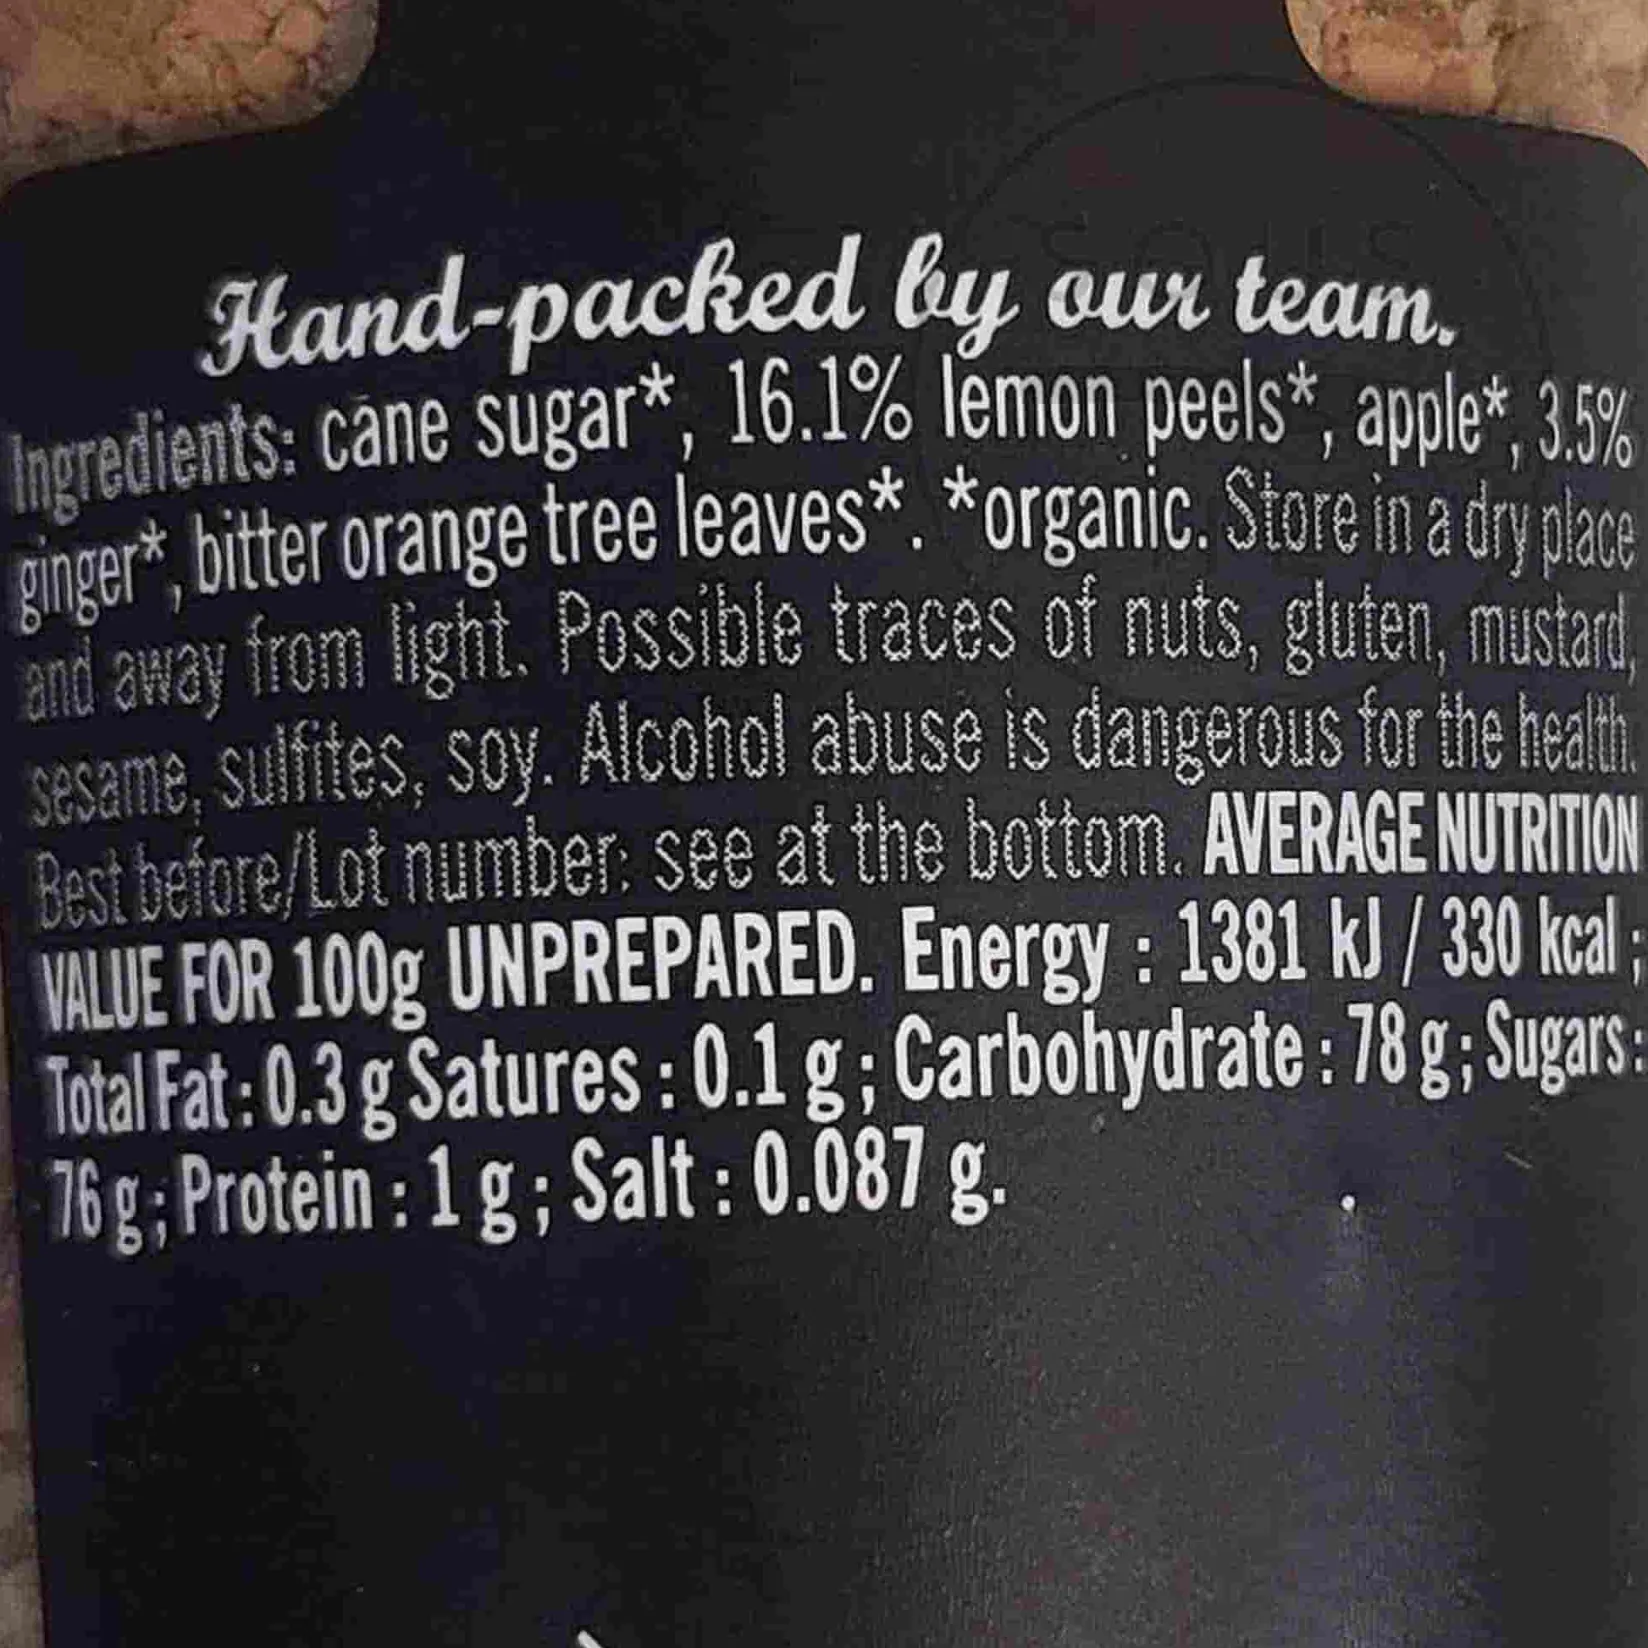 Hand-packed by our team.
Ingredients: cane sugar*, 16.1% lemon peels*, apple*, 3.5%
ginger*, bitter orange tree leaves*. *organic. Store in a dry place
and away from light. Possible traces of nuts, gluten, mustard,
sesame, sulfites, soy. Alcohol abuse is dangerous for the health.
Best before/Lot number: see at the bottom. AVERAGE NUTRITION
VALUE FOR 100g UNPREPARED. Energy : 1381 kJ / 330 kcal ;
Total Fat : 0.3 g Satures : 0.1 g ; Carbohydrate : 78 g ; Sugars :
76 g ; Protein : 1 g ; Salt : 0.087 g.